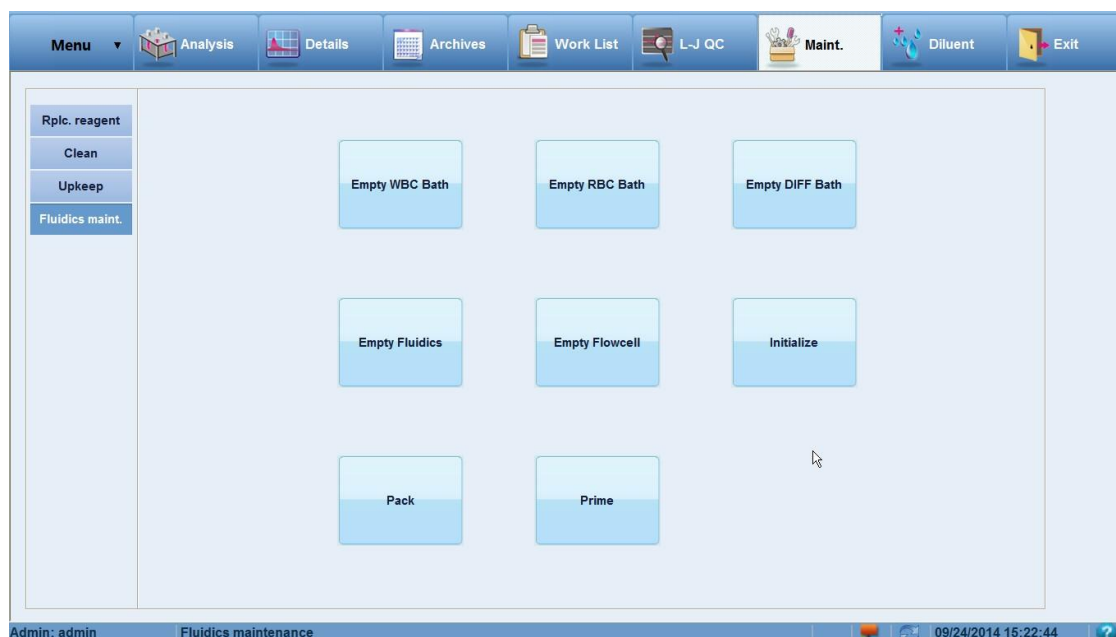 Menu ▼ Analysis Details Archives Work List L-J QC Maint. Diluent Exit
Rplc. reagent
Clean
Upkeep
Fluidics maint.
Empty WBC Bath Empty RBC Bath Empty DIFF Bath
Empty Fluidics Empty Flowcell Initialize
Pack Prime
Admin: admin Fluidics maintenance 09/24/2014 15:22:44 ?